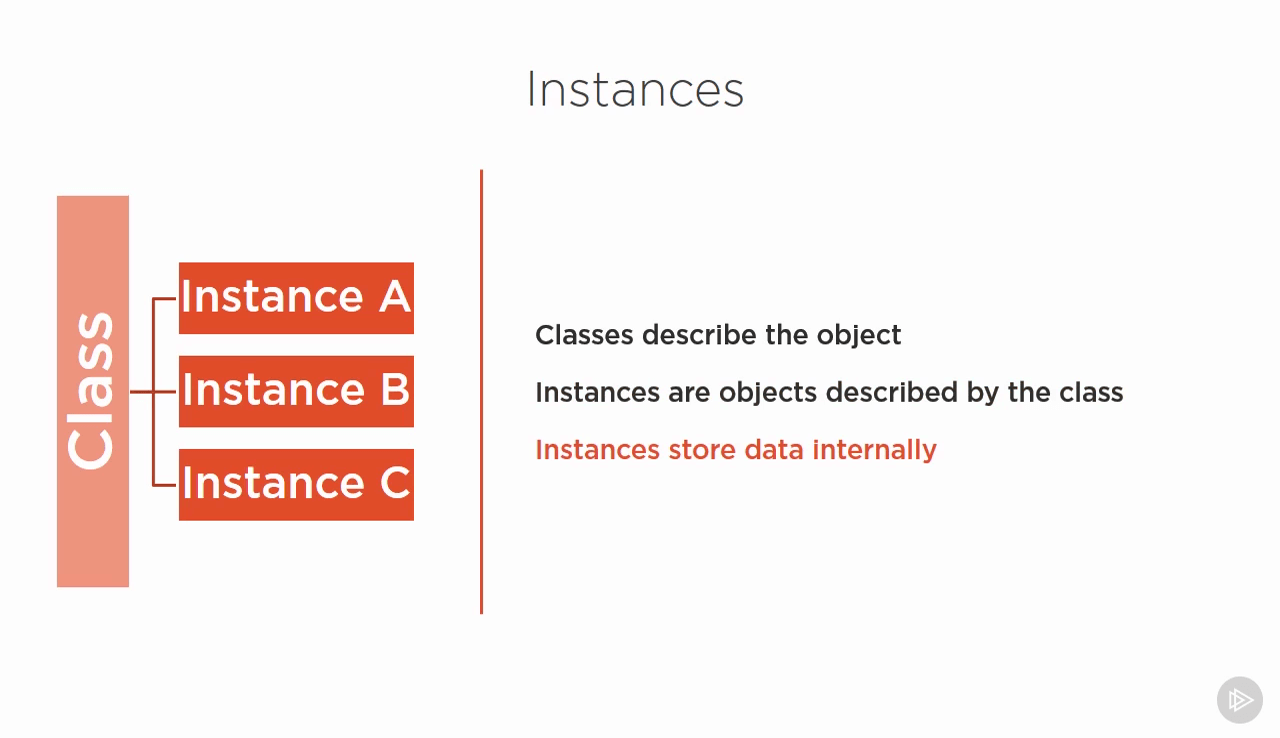 Instances
Class
Instance A
Instance B
Instance C
Classes describe the object
Instances are objects described by the class
Instances store data internally